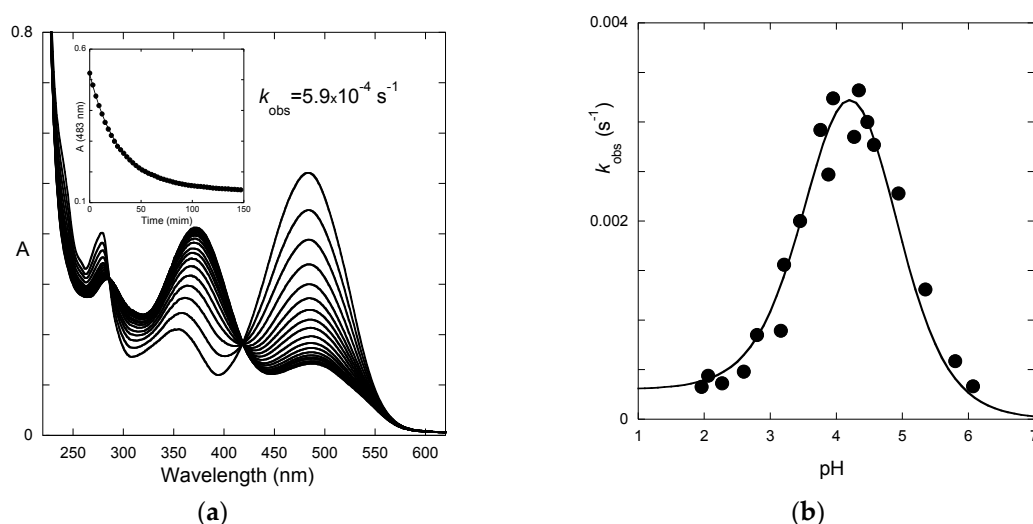 0.8
0.6
A (483 nm)
0.1
0 50 100 150
Time (mim)
k obs =5.9x10⁻⁴ s⁻¹
A
0
250 300 350 400 450 500 550 600
Wavelength (nm)
(a)
0.004
0.002
0
k obs (s⁻¹)
1 2 3 4 5 6 7
pH
(b)